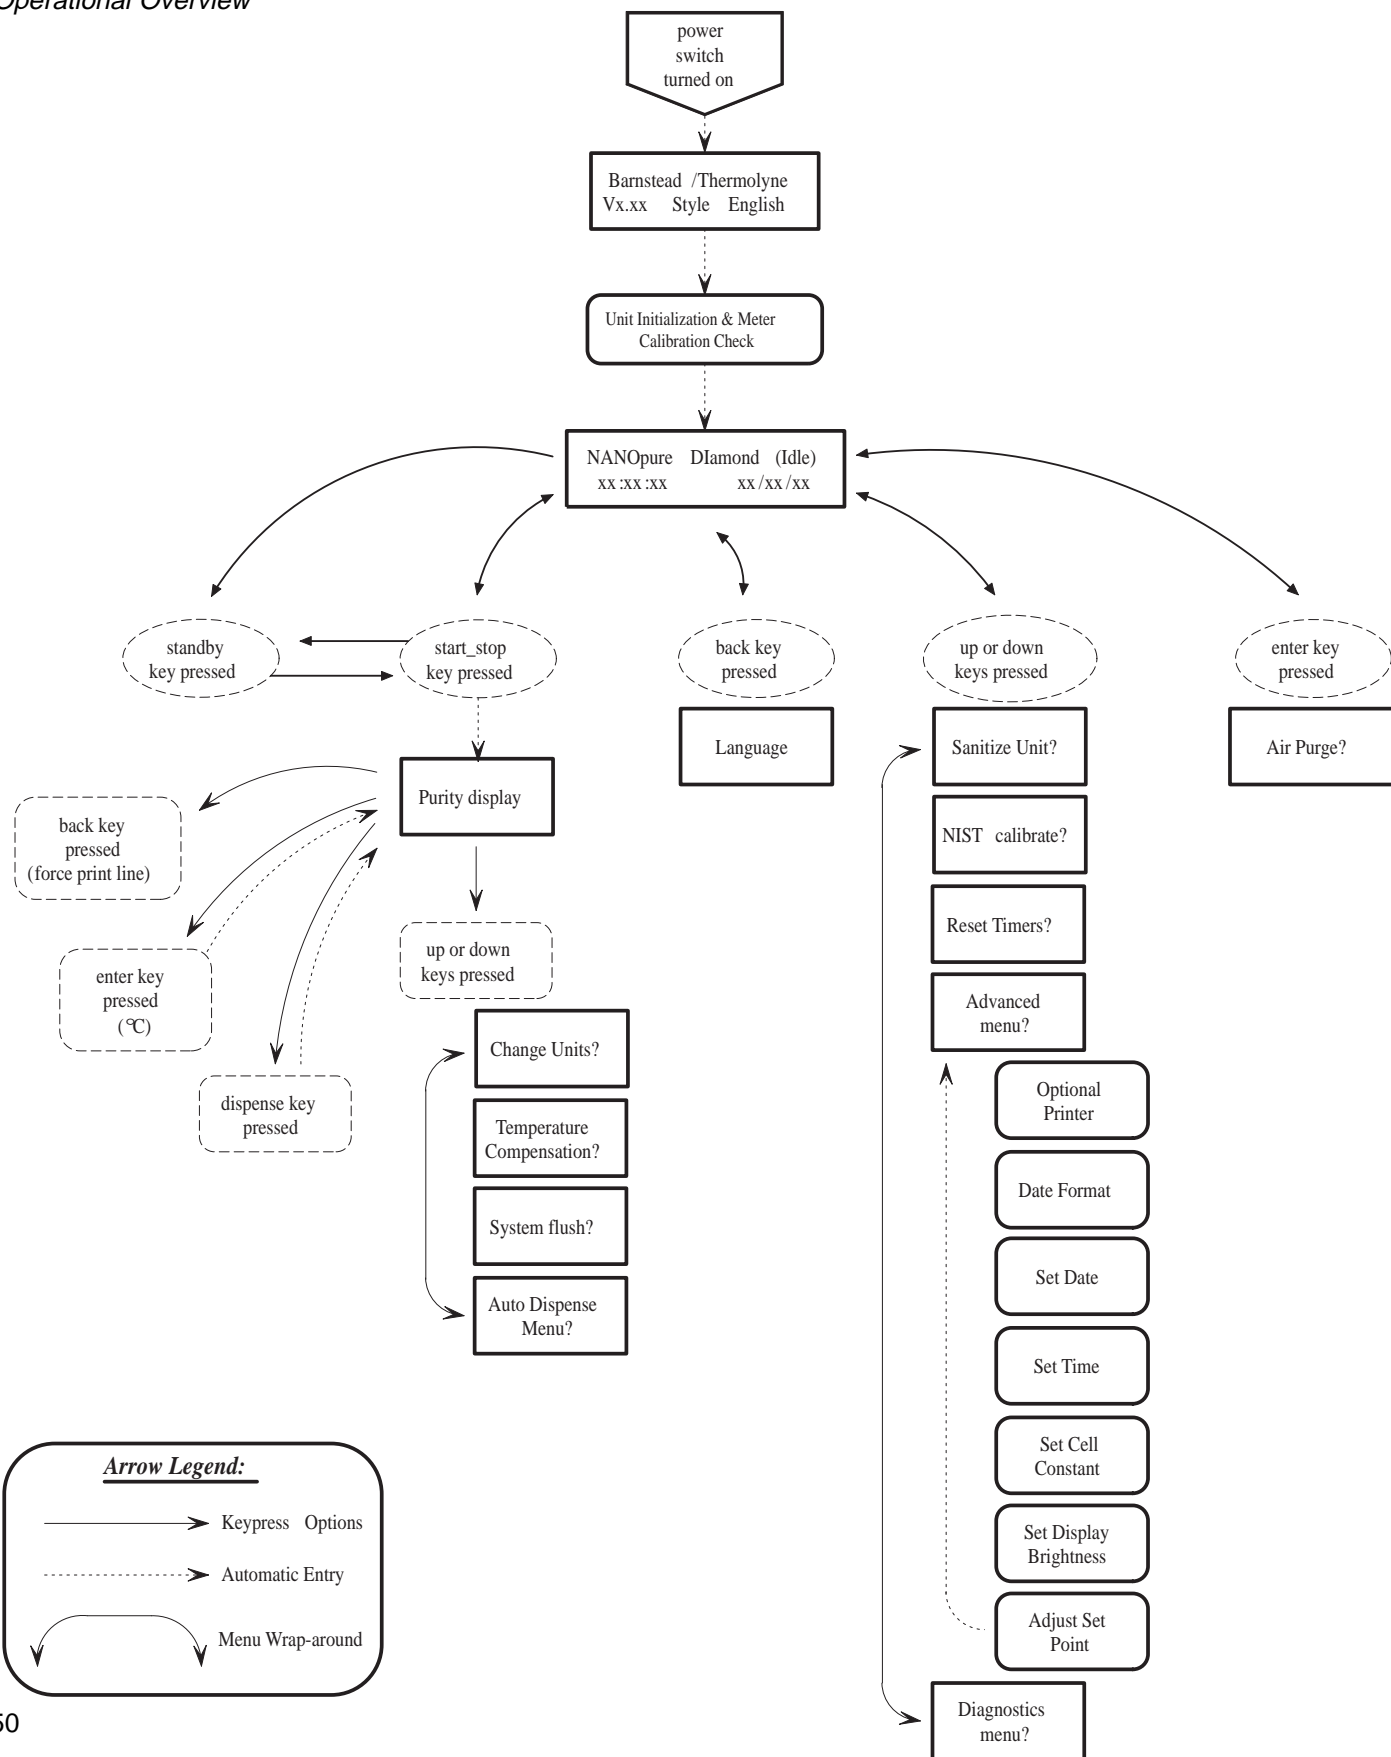 Operational Overview
power
switch
turned on
Barnstead /Thermolyne
Vx.xx Style English
Unit Initialization & Meter
Calibration Check
NANOpure DIamond (Idle)
xx :xx :xx xx /xx /xx
standby
key pressed
start_stop
key pressed
back key
pressed
up or down
keys pressed
enter key
pressed
Language
Sanitize Unit?
Air Purge?
Purity display
back key
pressed
(force print line)
NIST calibrate?
Reset Timers?
up or down
keys pressed
enter key
pressed
(°C)
Advanced
menu?
Change Units?
dispense key
pressed
Optional
Printer
Temperature
Compensation?
Date Format
System flush?
Set Date
Auto Dispense
Menu?
Set Time
Set Cell
Constant
Set Display
Brightness
Adjust Set
Point
Diagnostics
menu?
Arrow Legend:
Keypress Options
Automatic Entry
Menu Wrap-around